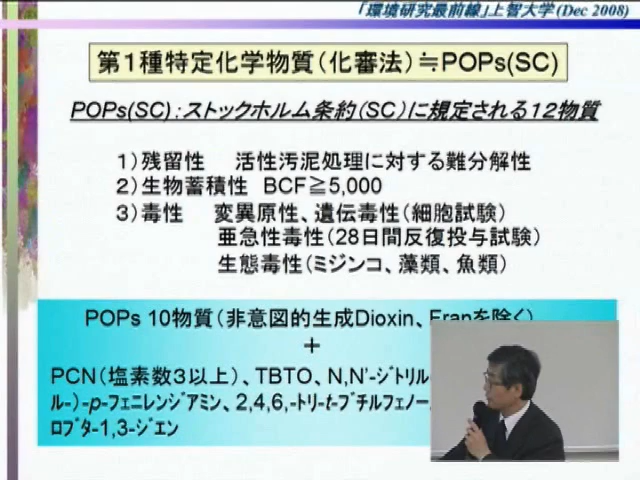 「環境研究最前線」上智大学(Dec 2008)
第１種特定化学物質（化審法）≒POPs(SC)
POPs(SC)：ストックホルム条約（SC）に規定される１２物質
１）残留性　活性汚泥処理に対する難分解性
２）生物蓄積性　BCF≧5,000
３）毒性　変異原性、遺伝毒性（細胞試験）
亜急性毒性（28日間反復投与試験）
生態毒性（ミジンコ、藻類、魚類）
POPs 10物質（非意図的生成Dioxin、Franを除く）
＋
PCN（塩素数３以上）、TBTO、N,N'-ｼﾞﾄﾘﾙ
ﾙ-）-p-ﾌｪﾆﾚﾝｼﾞｱﾐﾝ、2,4,6,-ﾄﾘ-t-ﾌﾞﾁﾙﾌｪﾉｰ
ﾛﾌﾞﾀ-1,3-ｼﾞｴﾝ